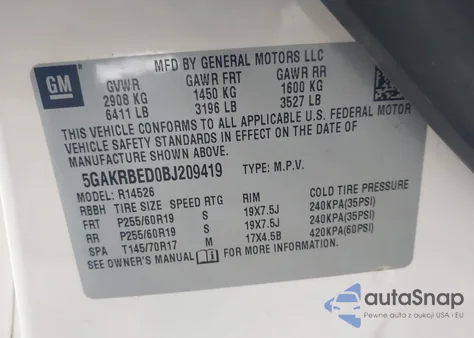 GM
MFD BY GENERAL MOTORS LLC
GVWR GAWR FRT GAWR RR
2908 KG 1450 KG 1600 KG
6411 LB 3196 LB 3527 LB
THIS VEHICLE CONFORMS TO ALL APPLICABLE U.S. FEDERAL MOTOR
VEHICLE SAFETY STANDARDS IN EFFECT ON THE DATE OF
MANUFACTURE SHOWN ABOVE.
5GAKRBED0BJ209419 TYPE: M.P.V.
MODEL: R14526
RBBH TIRE SIZE SPEED RTG RIM COLD TIRE PRESSURE
FRT P255/60R19 S 19X7.5J 240KPA(35PSI)
RR P255/60R19 S 19X7.5J 240KPA(35PSI)
SPA T145/70R17 M 17X4.5B 420KPA(60PSI)
SEE OWNER'S MANUAL FOR ADDITIONAL INFORMATION.
autoSnap
Pewne auta z aukcji USA - EU